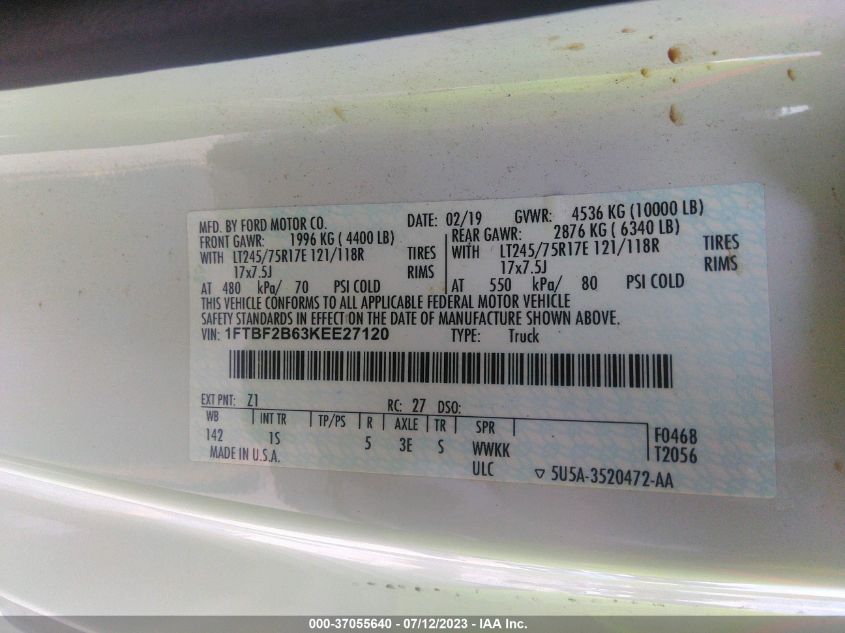 MFD. BY FORD MOTOR CO. DATE: 02/19 GVWR: 4536 KG (10000 LB)
FRONT GAWR: 1996 KG ( 4400 LB) REAR GAWR: 2876 KG ( 6340 LB)
WITH LT245/75R17E 121/118R TIRES WITH LT245/75R17E 121/118R TIRES
17x7.5J RIMS 17x7.5J RIMS
AT 480 kPa/ 70 PSI COLD AT 550 kPa/ 80 PSI COLD
THIS VEHICLE CONFORMS TO ALL APPLICABLE FEDERAL MOTOR VEHICLE
SAFETY STANDARDS IN EFFECT ON THE DATE OF MANUFACTURE SHOWN ABOVE.
VIN: 1FTBF2B63KEE27120 TYPE: Truck
EXT PNT: Z1 RC: 27 DSO:
WB INT TR TP/PS R AXLE TR SPR
142 1S 5 3E S WWKK F0468
MADE IN U.S.A. ULC T2056
▽ 5U5A-3520472-AA
000-37055640 - 07/12/2023 - IAA Inc.